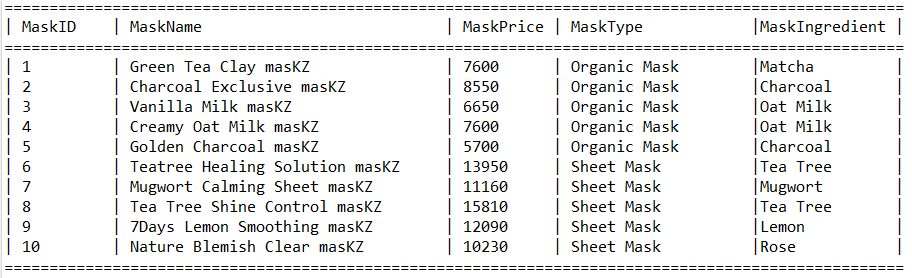 ====================================================================================================
| MaskID    | MaskName                            | MaskPrice | MaskType           |MaskIngredient |
====================================================================================================
| 1         | Green Tea Clay masKZ                | 7600      | Organic Mask       |Matcha         |
| 2         | Charcoal Exclusive masKZ            | 8550      | Organic Mask       |Charcoal       |
| 3         | Vanilla Milk masKZ                  | 6650      | Organic Mask       |Oat Milk       |
| 4         | Creamy Oat Milk masKZ               | 7600      | Organic Mask       |Oat Milk       |
| 5         | Golden Charcoal masKZ               | 5700      | Organic Mask       |Charcoal       |
| 6         | Teatree Healing Solution masKZ      | 13950     | Sheet Mask         |Tea Tree       |
| 7         | Mugwort Calming Sheet masKZ         | 11160     | Sheet Mask         |Mugwort        |
| 8         | Tea Tree Shine Control masKZ        | 15810     | Sheet Mask         |Tea Tree       |
| 9         | 7Days Lemon Smoothing masKZ         | 12090     | Sheet Mask         |Lemon          |
| 10        | Nature Blemish Clear masKZ          | 10230     | Sheet Mask         |Rose           |
====================================================================================================